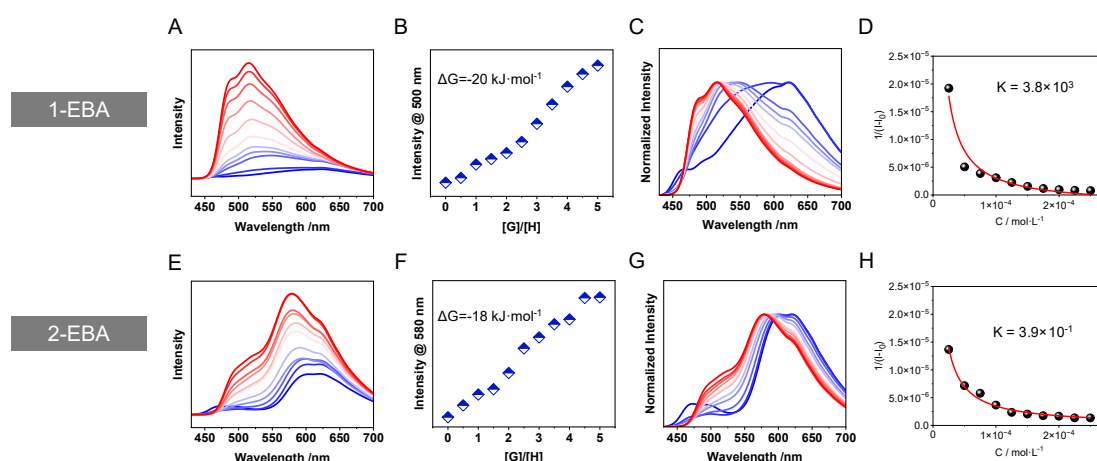 A
B
C
D
1-EBA
Intensity
450 500 550 600 650 700
Wavelength /nm
Intensity @ 500 nm
ΔG=-20 kJ·mol⁻¹
0 1 2 3 4 5
[G]/[H]
Normalized Intensity
450 500 550 600 650 700
Wavelength /nm
1/(I-I₀)
2.5×10⁻⁵
2.0×10⁻⁵
1.5×10⁻⁵
1.0×10⁻⁵
5.0×10⁻⁶
0.0
K = 3.8×10³
1×10⁻⁴ 2×10⁻⁴
C / mol·L⁻¹
E
F
G
H
2-EBA
Intensity
450 500 550 600 650 700
Wavelength /nm
Intensity @ 580 nm
ΔG=-18 kJ·mol⁻¹
0 1 2 3 4 5
[G]/[H]
Normalized Intensity
450 500 550 600 650 700
Wavelength /nm
1/(I-I₀)
2.5×10⁻⁵
2.0×10⁻⁵
1.5×10⁻⁵
1.0×10⁻⁵
5.0×10⁻⁶
0.0
K = 3.9×10⁻¹
1×10⁻⁴ 2×10⁻⁴
C / mol·L⁻¹